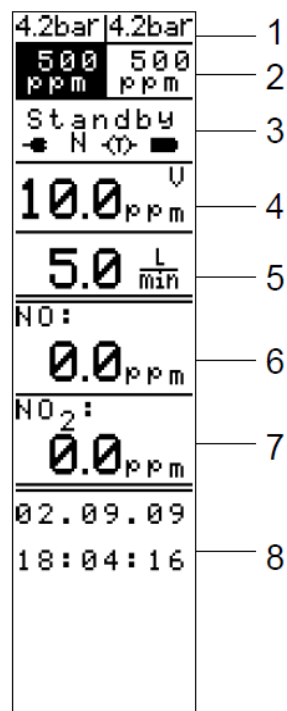 4.2bar 4.2bar 1
500 ppm 500 ppm 2
Standby 3
N (T)
V
10.0ppm 4
5.0 L/min 5
NO:
0.0ppm 6
NO2:
0.0ppm 7
02.09.09
18:04:16 8